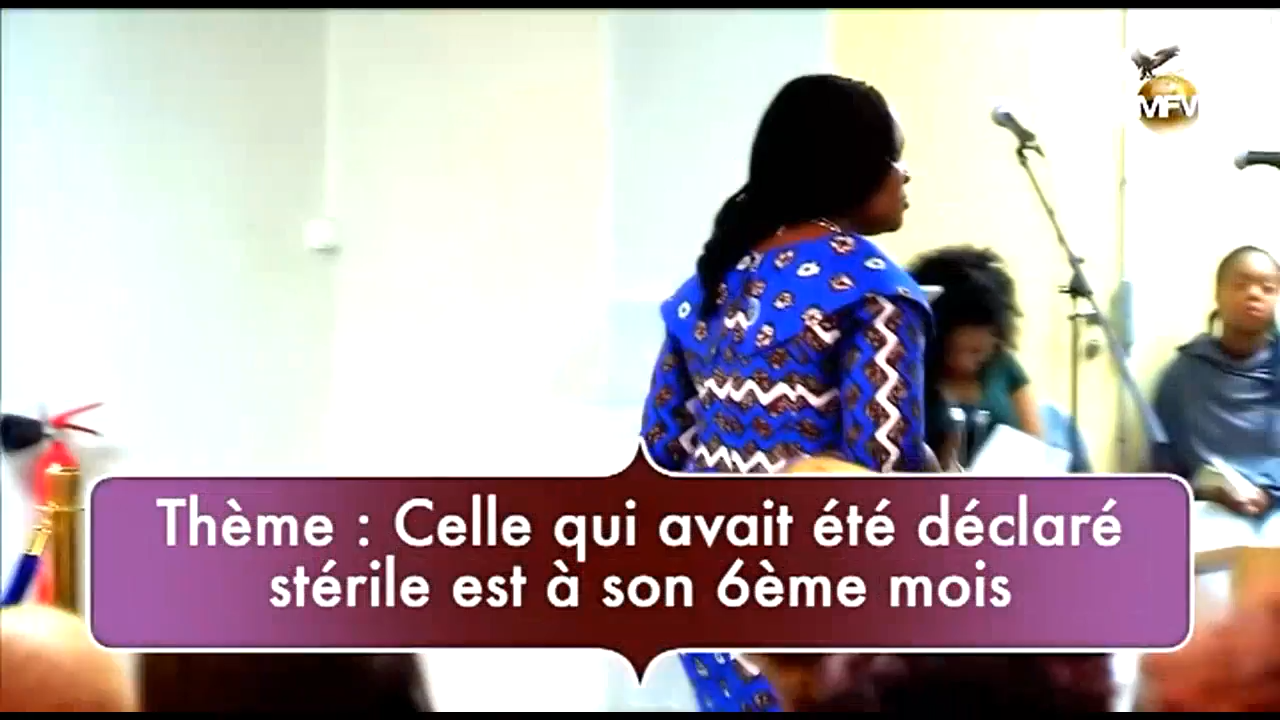 MFV
Thème : Celle qui avait été déclaré
stérile est à son 6ème mois